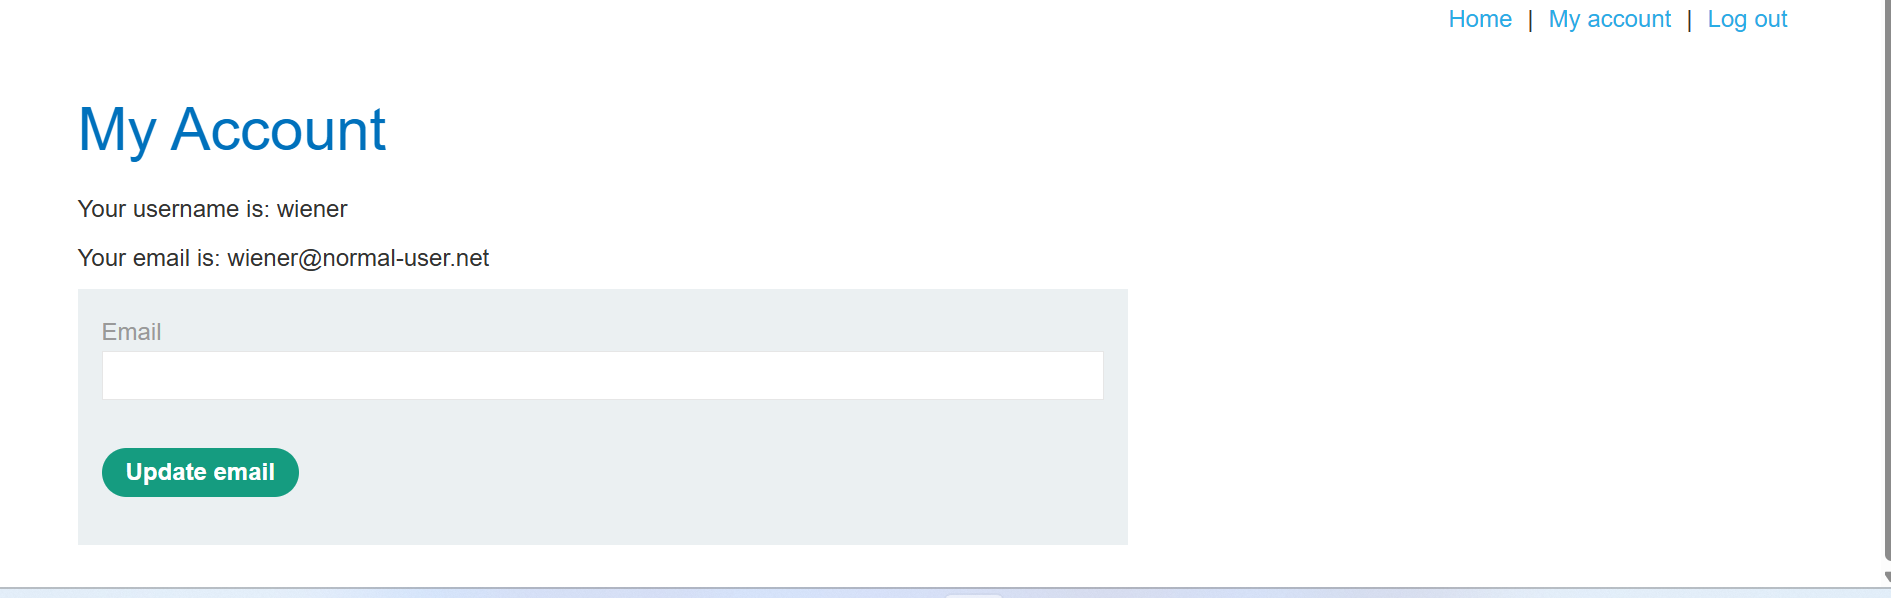 Home | My account | Log out
My Account
Your username is: wiener
Your email is: wiener@normal-user.net
Email
Update email